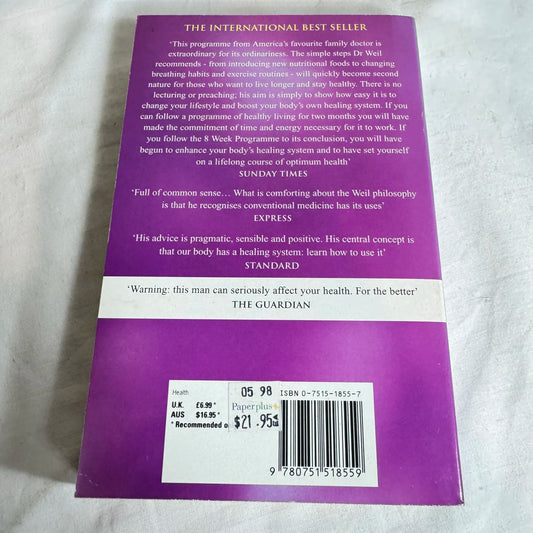 THE INTERNATIONAL BEST SELLER
'This programme from America's favourite family doctor is
extraordinary for its ordinariness. The simple steps Dr Weil
recommends - from introducing new nutritional foods to changing
breathing habits and exercise routines - will quickly become second
nature for those who want to live longer and stay healthy. There is no
lecturing or preaching; his aim is simply to show how easy it is to
change your lifestyle and boost your body's own healing system. If you
can follow a programme of healthy living for two months you will have
made the commitment of time and energy necessary for it to work. If
you follow the 8 Week Programme to its conclusion, you will have
begun to enhance your body's healing system and to have set yourself
on a lifelong course of optimum health'
SUNDAY TIMES
'Full of common sense... What is comforting about the Weil philosophy
is that he recognises conventional medicine has its uses'
EXPRESS
'His advice is pragmatic, sensible and positive. His central concept is
that our body has a healing system: learn how to use it'
STANDARD
'Warning: this man can seriously affect your health. For the better'
THE GUARDIAN
Health
U.K. £6.99*
AUS $16.95*
* Recommended
05 98
Paperplus
$21.95
ISBN 0-7515-1855-7
9 780751 518559